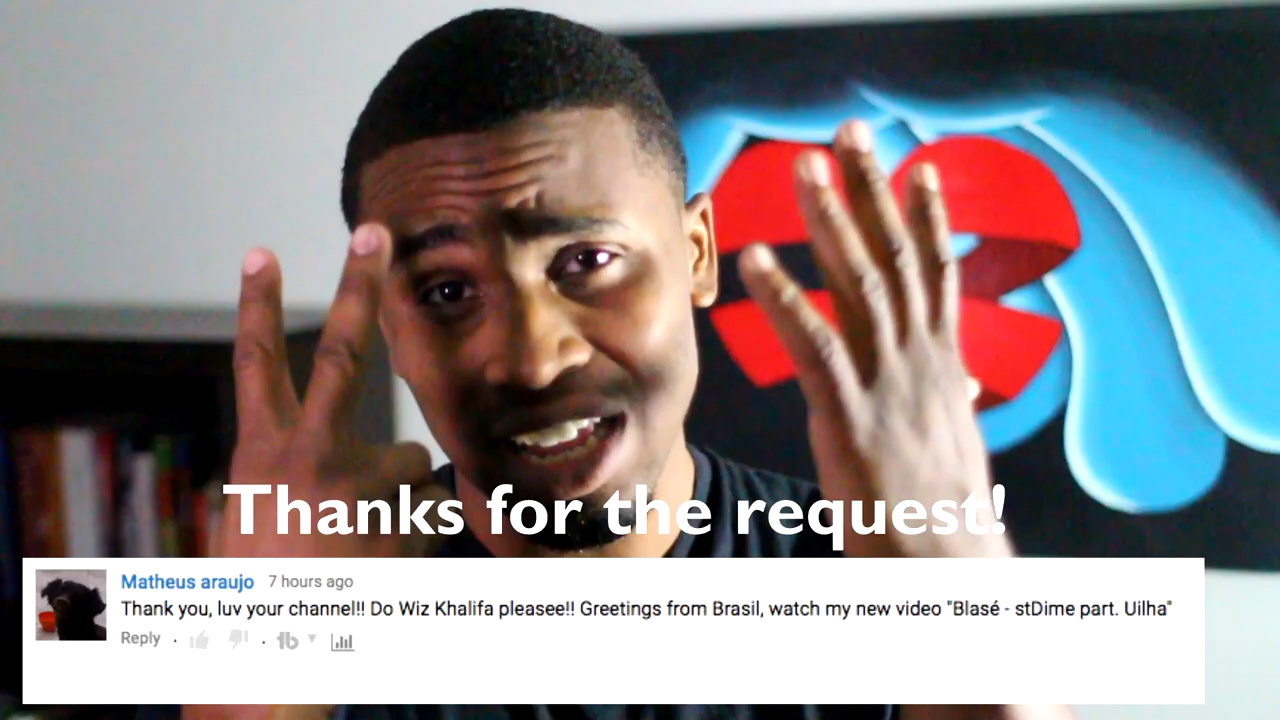 Thanks for the request!
Matheus araujo 7 hours ago
Thank you, luv your channel!! Do Wiz Khalifa pleasee!! Greetings from Brasil, watch my new video "Blasé - stDime part. Uilha"
Reply · · tb